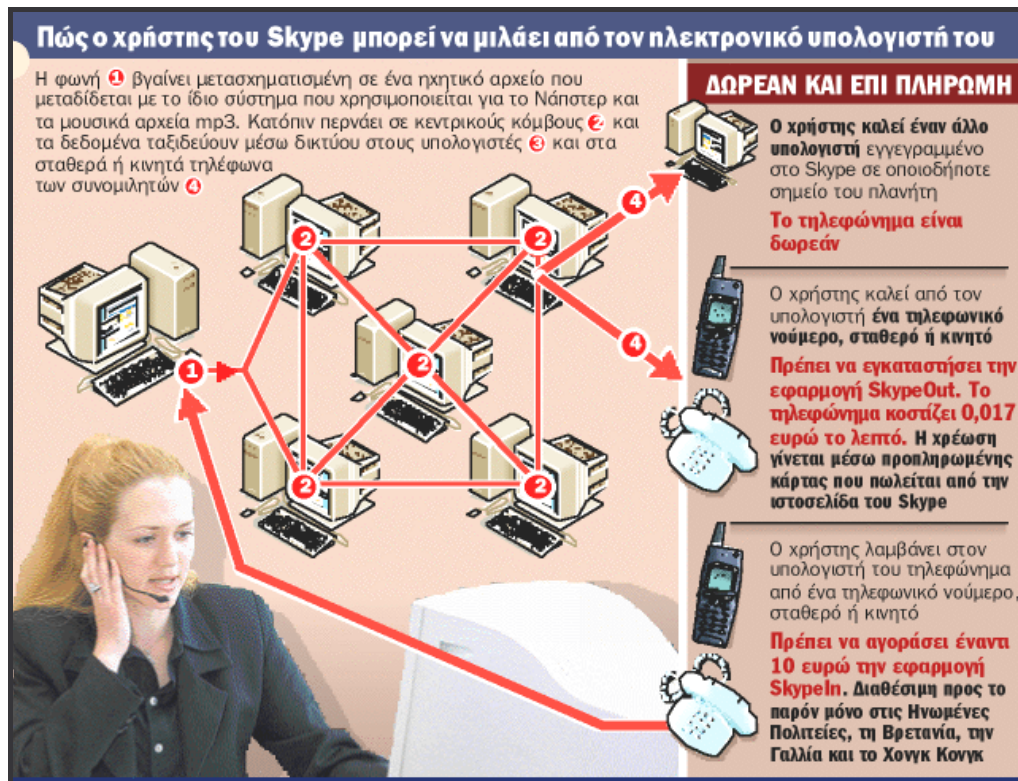 Πώς ο χρήστης του Skype μπορεί να μιλάει από τον ηλεκτρονικό υπολογιστή του
Η φωνή 1 βγαίνει μετασχηματισμένη σε ένα ηχητικό αρχείο που
μεταδίδεται με το ίδιο σύστημα που χρησιμοποιείται για το Νάπστερ και
τα μουσικά αρχεία mp3. Κατόπιν περνάει σε κεντρικούς κόμβους 2 και
τα δεδομένα ταξιδεύουν μέσω δικτύου στους υπολογιστές 3 και στα
σταθερά ή κινητά τηλέφωνα
των συνομιλητών 4
1
2
2
2
2
2
4
4
ΔΩΡΕΑΝ ΚΑΙ ΕΠΙ ΠΛΗΡΩΜΗ
Ο χρήστης καλεί έναν άλλο
υπολογιστή εγγεγραμμένο
στο Skype σε οποιοδήποτε
σημείο του πλανήτη
Το τηλεφώνημα είναι
δωρεάν
Ο χρήστης καλεί από τον
υπολογιστή ένα τηλεφωνικό
νούμερο, σταθερό ή κινητό
Πρέπει να εγκαταστήσει την
εφαρμογή SkypeOut. Το
τηλεφώνημα κοστίζει 0,017
ευρώ το λεπτό. Η χρέωση
γίνεται μέσω προπληρωμένης
κάρτας που πωλείται από την
ιστοσελίδα του Skype
Ο χρήστης λαμβάνει στον
υπολογιστή του τηλεφώνημα
από ένα τηλεφωνικό νούμερο,
σταθερό ή κινητό
Πρέπει να αγοράσει έναντι
10 ευρώ την εφαρμογή
SkypeIn. Διαθέσιμη προς το
παρόν μόνο στις Ηνωμένες
Πολιτείες, τη Βρετανία, την
Γαλλία και το Χονγκ Κονγκ